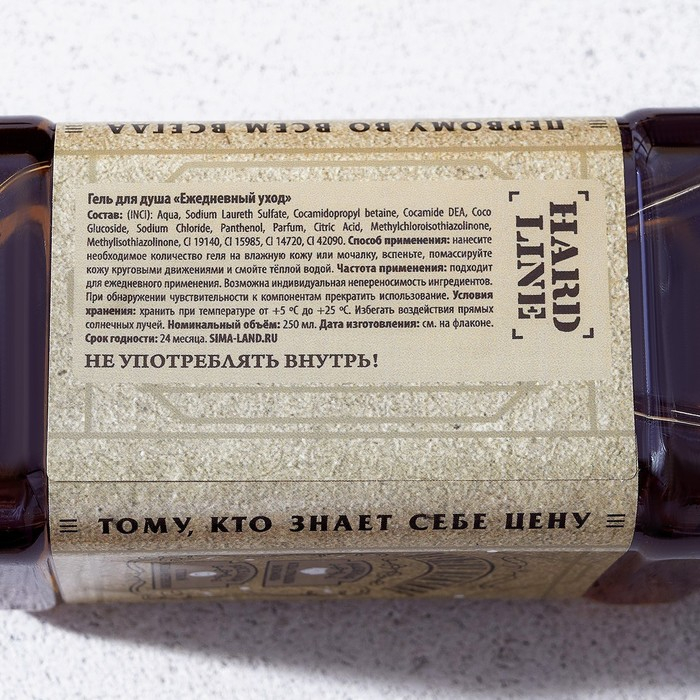 ПЕРВОМУ ВО ВСЕМ ВСЕГДА
Гель для душа «Ежедневный уход»
Состав: (INCI): Aqua, Sodium Laureth Sulfate, Cocamidopropyl betaine, Cocamide DEA, Coco
Glucoside, Sodium Chloride, Panthenol, Parfum, Citric Acid, Methylchloroisothiazolinone,
Methylisothiazolinone, CI 19140, CI 15985, CI 14720, CI 42090. Способ применения: нанесите
необходимое количество геля на влажную кожу или мочалку, вспеньте, помассируйте
кожу круговыми движениями и смойте тёплой водой. Частота применения: подходит
для ежедневного применения. Возможна индивидуальная непереносимость ингредиентов.
При обнаружении чувствительности к компонентам прекратить использование. Условия
хранения: хранить при температуре от +5 ºC до +25 ºC. Избегать воздействия прямых
солнечных лучей. Номинальный объём: 250 мл. Дата изготовления: см. на флаконе.
Срок годности: 24 месяца. SIMA-LAND.RU
НЕ УПОТРЕБЛЯТЬ ВНУТРЬ!
HARD
LINE
ТОМУ, КТО ЗНАЕТ СЕБЕ ЦЕНУ